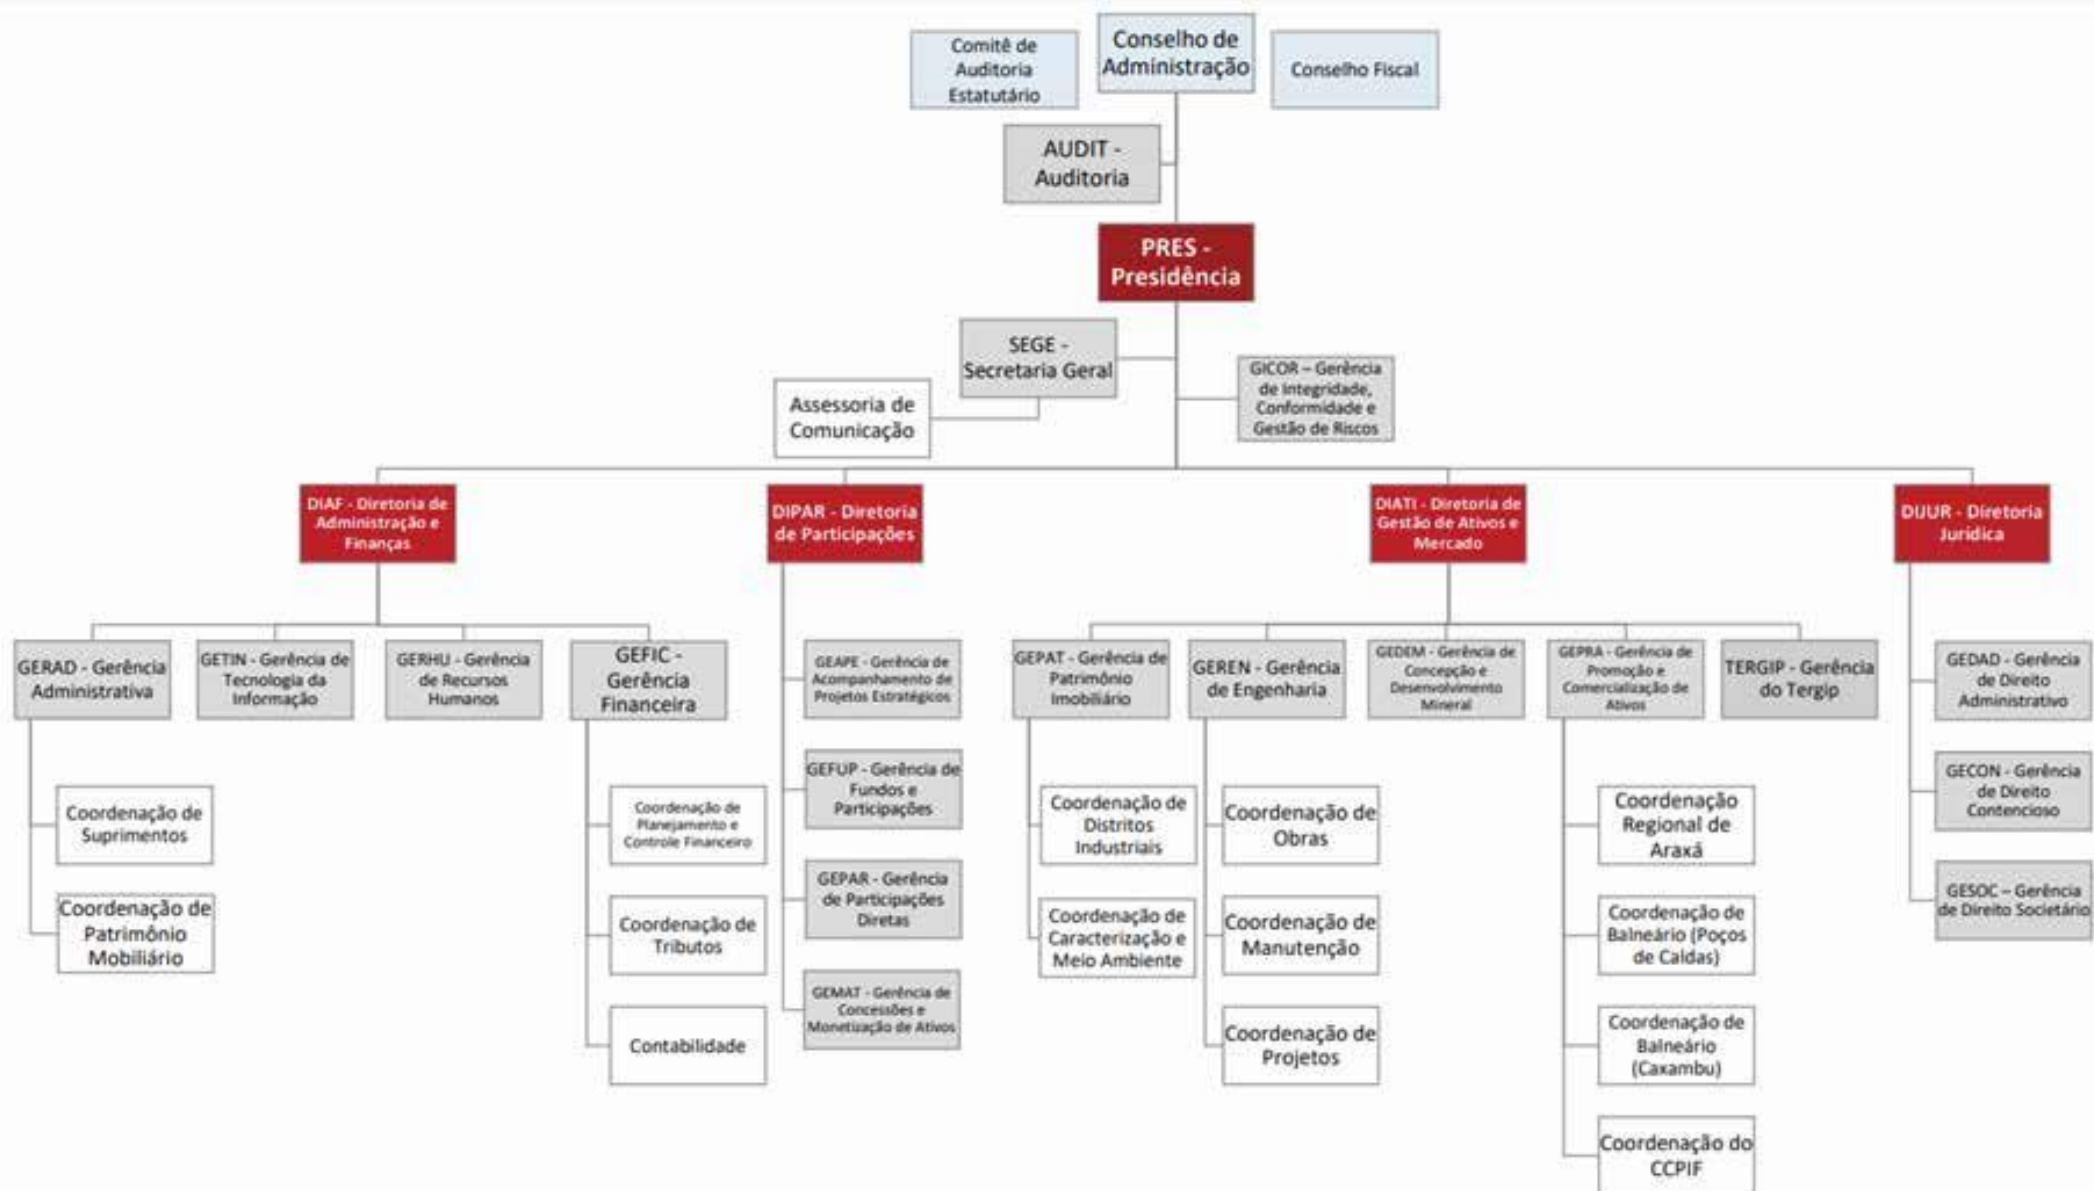 Comitê de
Auditoria
Estatutário
Conselho de
Administração
Conselho Fiscal
AUDIT -
Auditoria
PRES -
Presidência
SEGE -
Secretaria Geral
Assessoria de
Comunicação
GICOR – Gerência
de Integridade,
Conformidade e
Gestão de Riscos
DIAF - Diretoria de
Administração e
Finanças
DIPAR - Diretoria
de Participações
DIATI - Diretoria de
Gestão de Ativos e
Mercado
DIJUR - Diretoria
Jurídica
GERAD - Gerência
Administrativa
GETIN - Gerência de
Tecnologia da
Informação
GERHU - Gerência
de Recursos
Humanos
GEFIC -
Gerência
Financeira
GEAPE - Gerência de
Acompanhamento de
Projetos Estratégicos
GEPAT - Gerência de
Patrimônio
Imobiliário
GEREN - Gerência
de Engenharia
GEDEM - Gerência de
Concepção e
Desenvolvimento
Mineral
GEPRA - Gerência de
Promoção e
Comercialização de
Ativos
TERGIP - Gerência
do Tergip
GEDAD - Gerência
de Direito
Administrativo
Coordenação de
Suprimentos
Coordenação de
Patrimônio
Mobiliário
Coordenação de
Planejamento e
Controle Financeiro
Coordenação de
Tributos
Contabilidade
GEFUP - Gerência de
Fundos e
Participações
GEPAR - Gerência
de Participações
Diretas
GEMAT - Gerência de
Concessões e
Monetização de Ativos
Coordenação de
Distritos
Industriais
Coordenação de
Caracterização e
Meio Ambiente
Coordenação de
Obras
Coordenação de
Manutenção
Coordenação de
Projetos
Coordenação
Regional de
Araxá
Coordenação de
Balneário (Poços
de Caldas)
Coordenação de
Balneário
(Caxambu)
Coordenação do
CCPIF
GECON - Gerência
de Direito
Contencioso
GESOC – Gerência
de Direito Societário